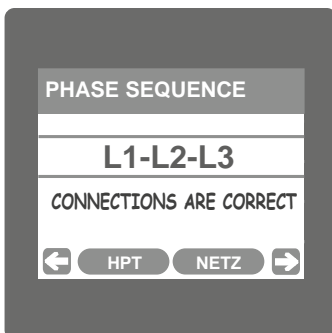 PHASE SEQUENCE
L1-L2-L3
CONNECTIONS ARE CORRECT
HPT NETZ